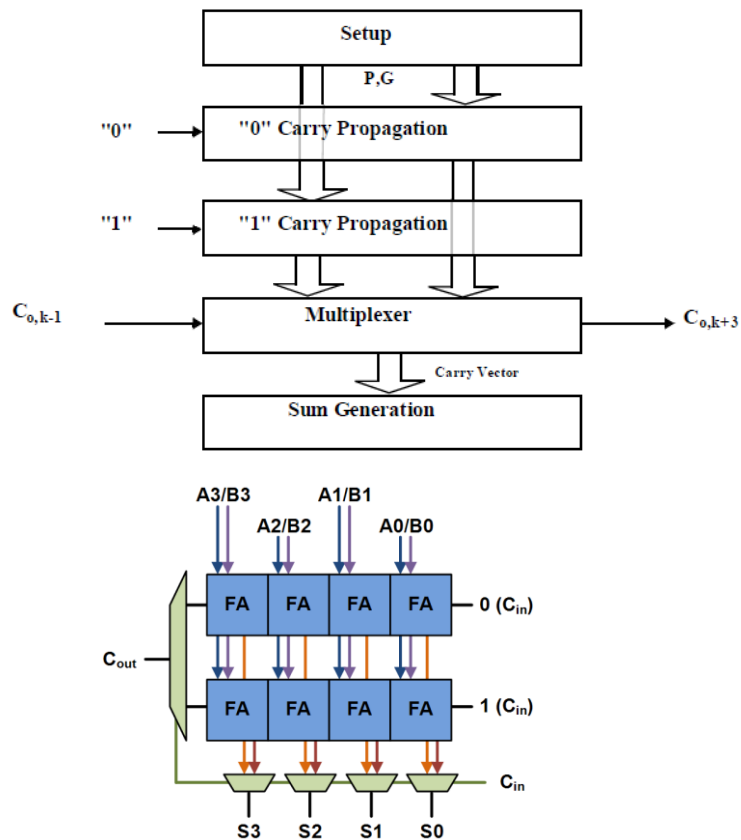 Setup
P,G
"0"
"0" Carry Propagation
"1"
"1" Carry Propagation
Co,k-1
Multiplexer
Co,k+3
Carry Vector
Sum Generation
A3/B3
A1/B1
A2/B2
A0/B0
FA FA FA FA
0 (Cin)
Cout
FA FA FA FA
1 (Cin)
Cin
S3 S2 S1 S0